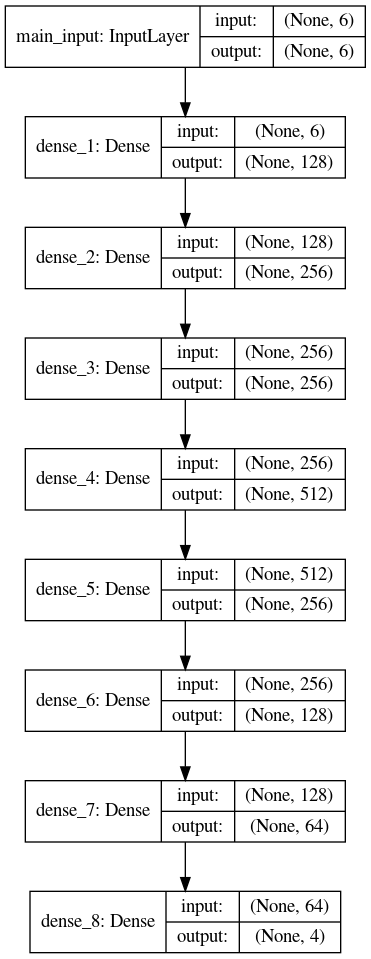 main_input: InputLayer
input: (None, 6)
output: (None, 6)
dense_1: Dense
input: (None, 6)
output: (None, 128)
dense_2: Dense
input: (None, 128)
output: (None, 256)
dense_3: Dense
input: (None, 256)
output: (None, 256)
dense_4: Dense
input: (None, 256)
output: (None, 512)
dense_5: Dense
input: (None, 512)
output: (None, 256)
dense_6: Dense
input: (None, 256)
output: (None, 128)
dense_7: Dense
input: (None, 128)
output: (None, 64)
dense_8: Dense
input: (None, 64)
output: (None, 4)